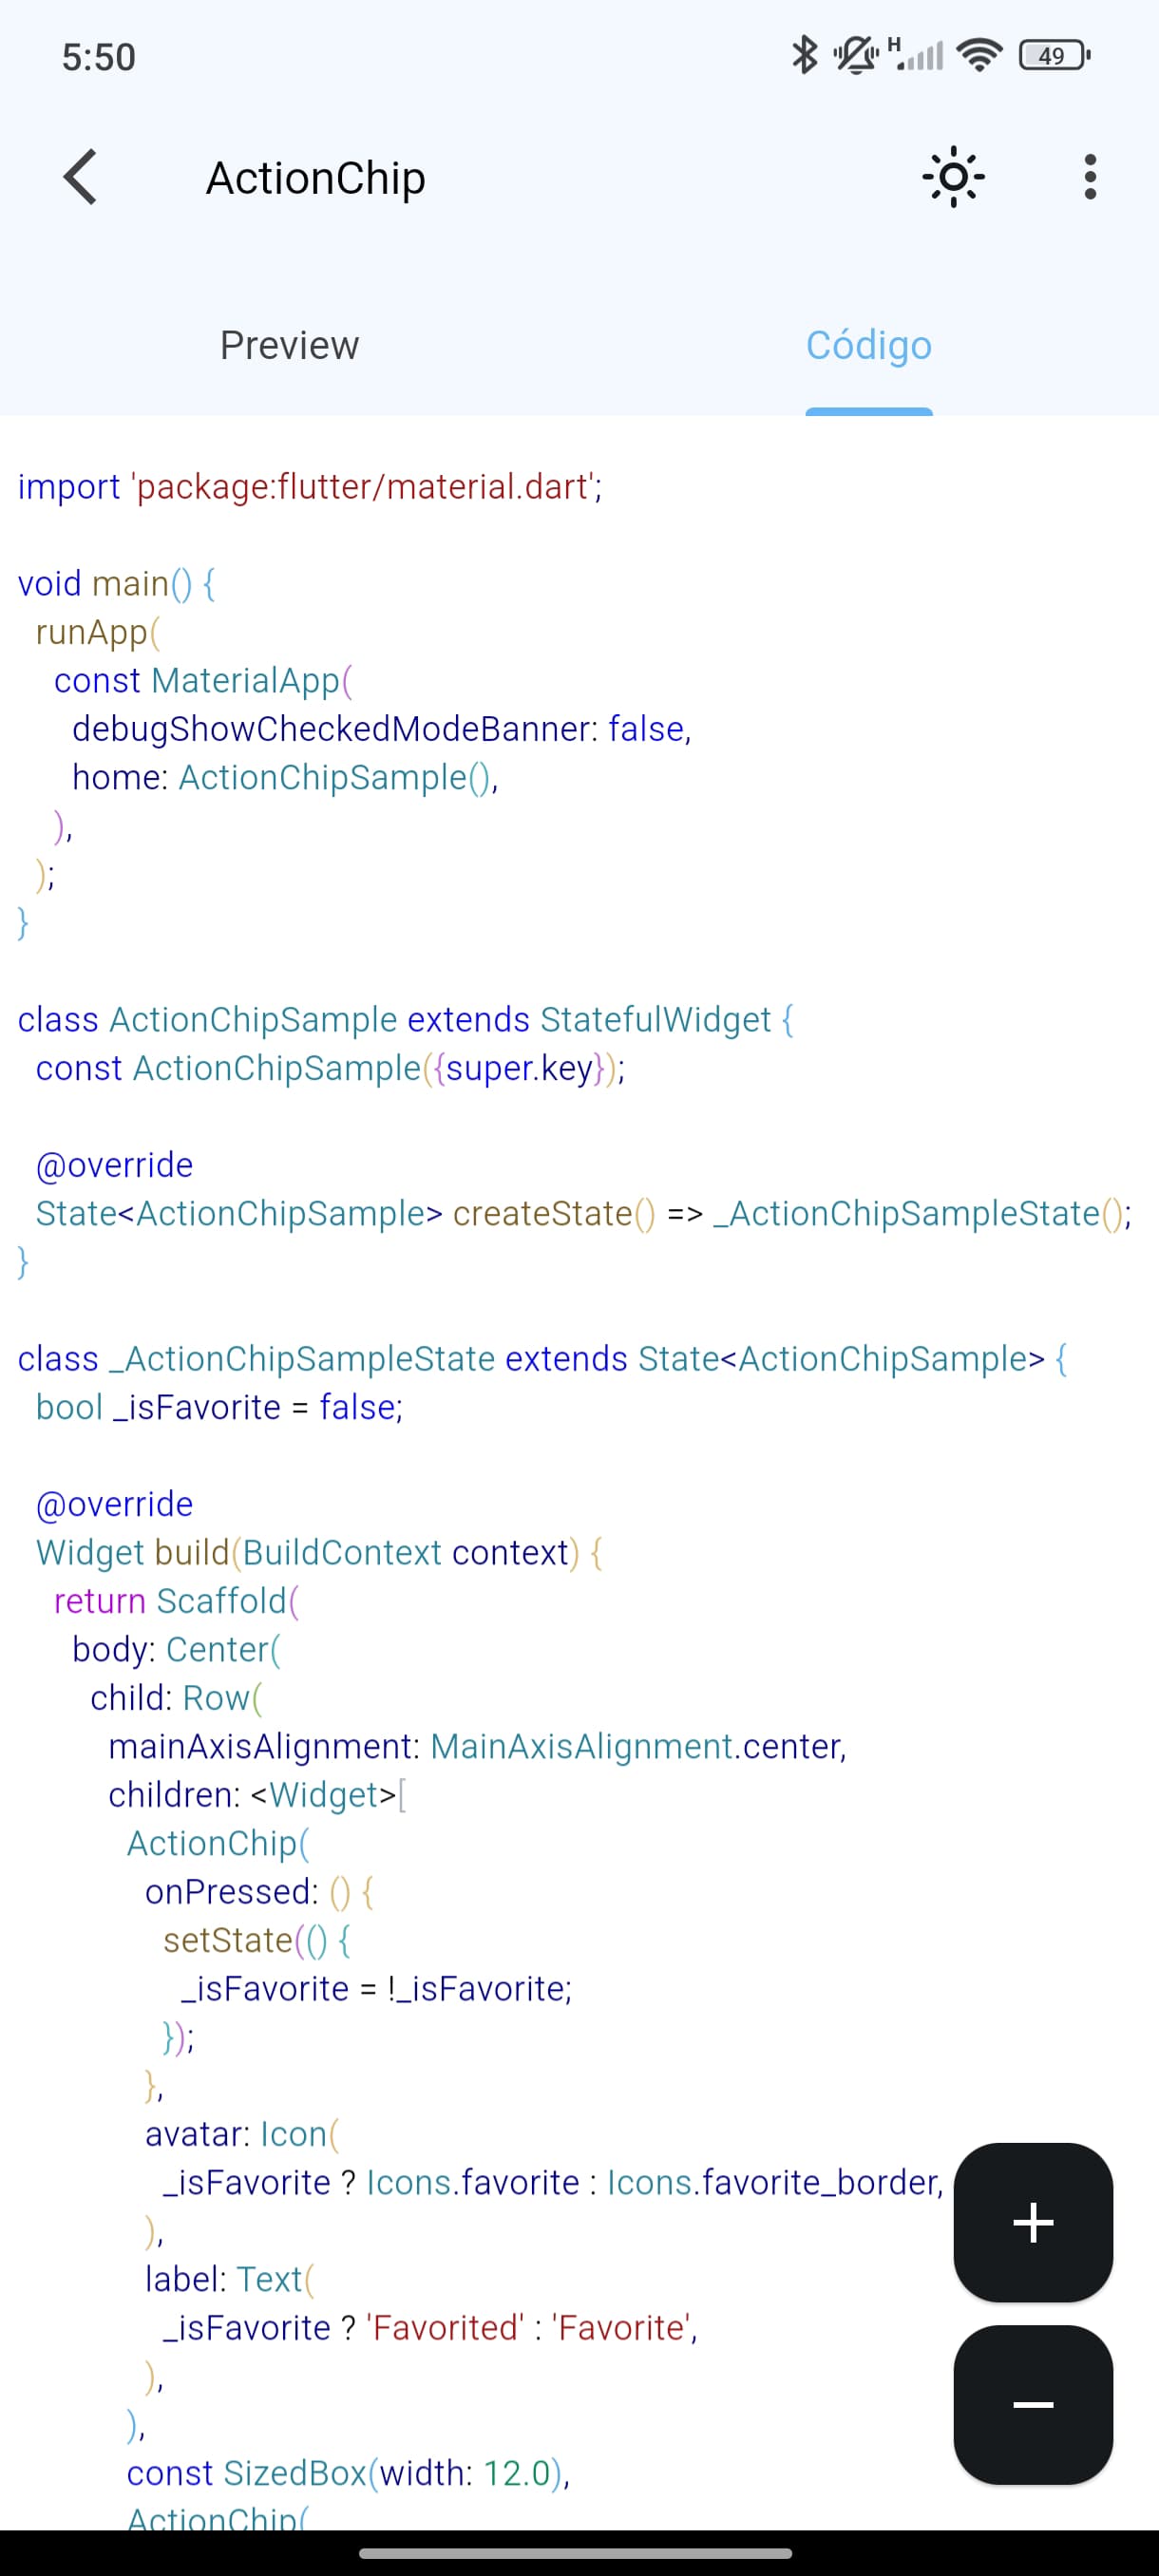 5:50
H
49
ActionChip
Preview
Código
import 'package:flutter/material.dart';

void main() {
  runApp(
    const MaterialApp(
      debugShowCheckedModeBanner: false,
      home: ActionChipSample(),
    ),
  );
}

class ActionChipSample extends StatefulWidget {
  const ActionChipSample({super.key});

  @override
  State<ActionChipSample> createState() => _ActionChipSampleState();
}

class _ActionChipSampleState extends State<ActionChipSample> {
  bool _isFavorite = false;

  @override
  Widget build(BuildContext context) {
    return Scaffold(
      body: Center(
        child: Row(
          mainAxisAlignment: MainAxisAlignment.center,
          children: <Widget>[
            ActionChip(
              onPressed: () {
                setState(() {
                  _isFavorite = !_isFavorite;
                });
              },
              avatar: Icon(
                _isFavorite ? Icons.favorite : Icons.favorite_border,
              ),
              label: Text(
                _isFavorite ? 'Favorited' : 'Favorite',
              ),
            ),
            const SizedBox(width: 12.0),
            ActionChip(
+
−